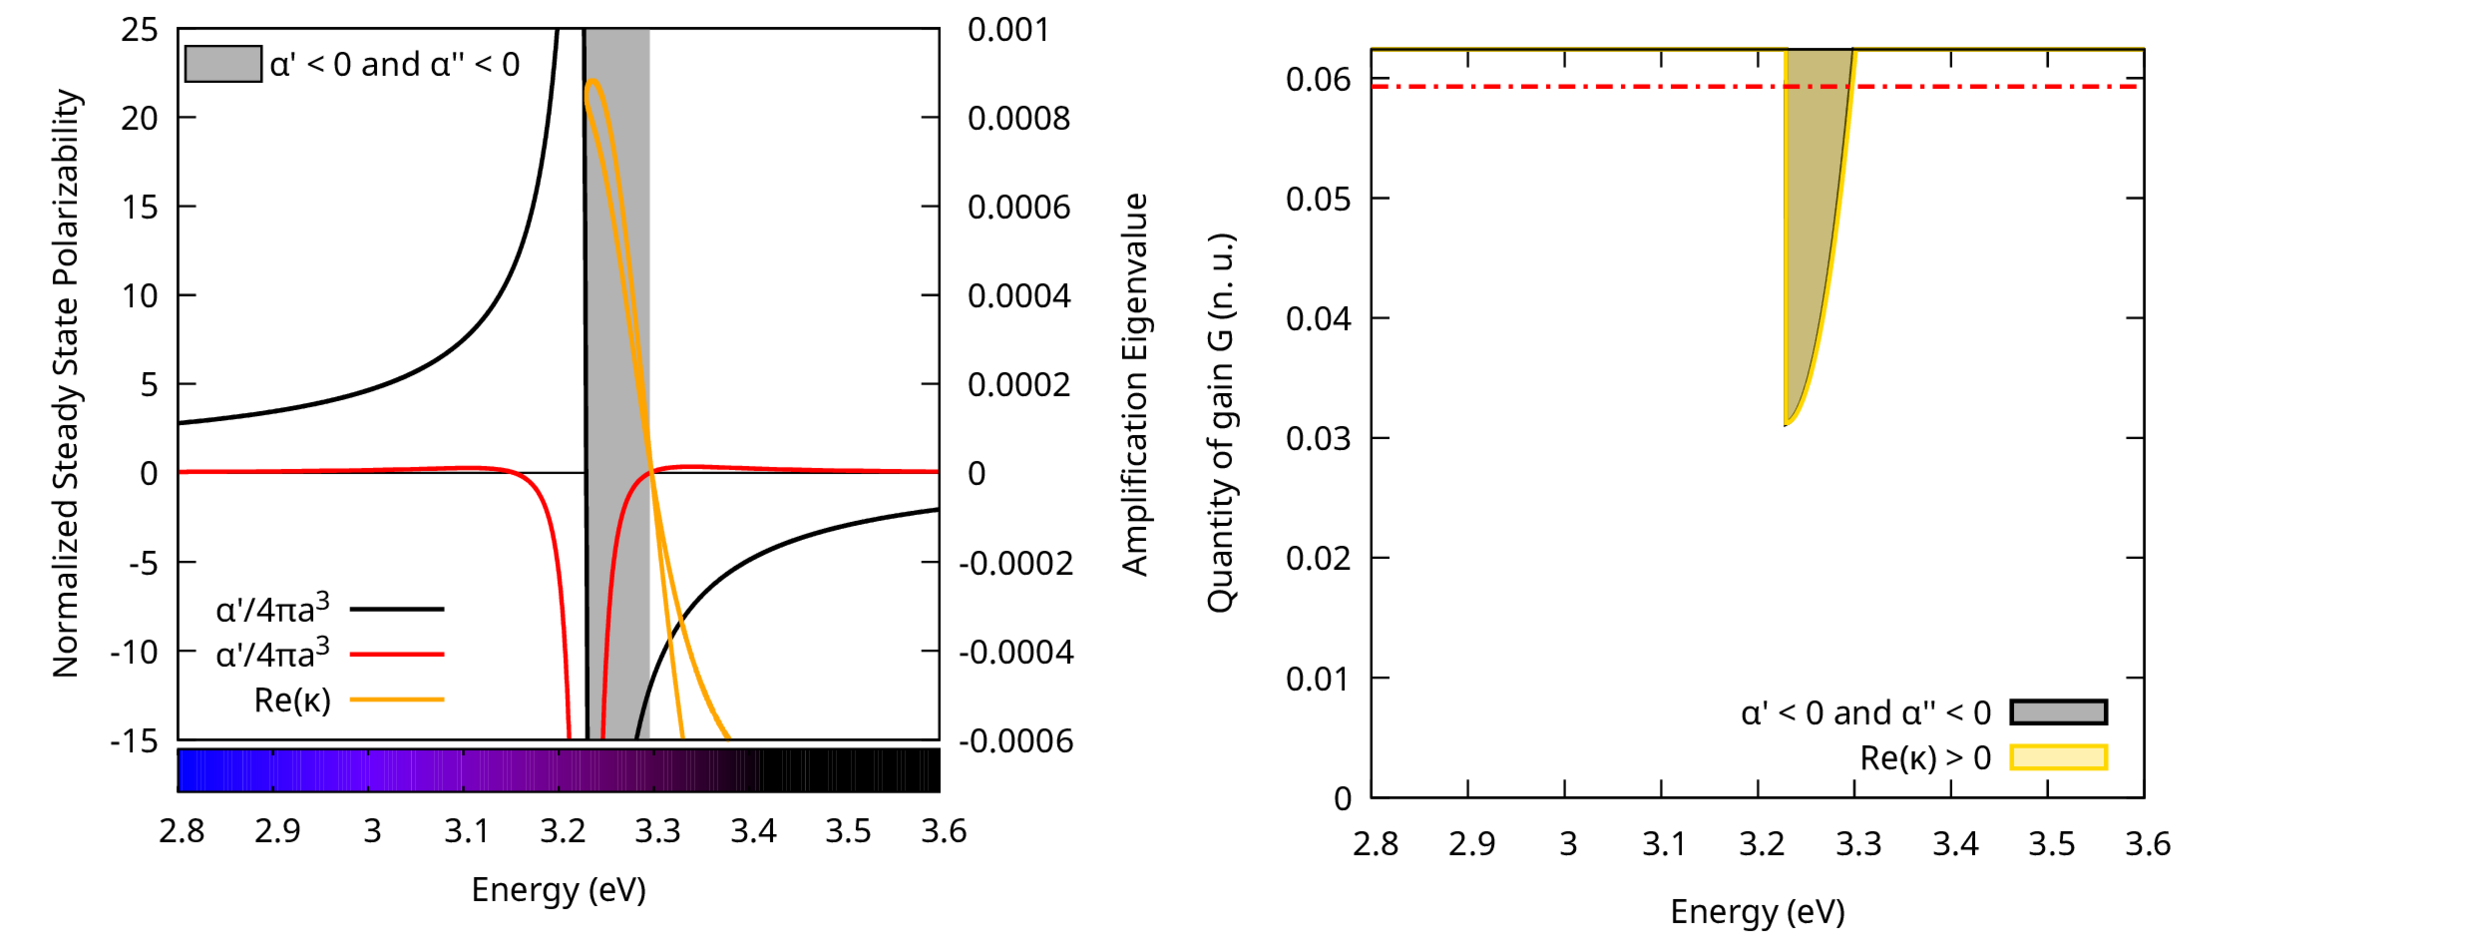 α' < 0 and α'' < 0
25
20
15
10
5
0
-5
-10
-15
Normalized Steady State Polarizability
0.001
0.0008
0.0006
0.0004
0.0002
0
-0.0002
-0.0004
-0.0006
Amplification Eigenvalue
α'/4πa³
α'/4πa³
Re(κ)
2.8 2.9 3 3.1 3.2 3.3 3.4 3.5 3.6
Energy (eV)
Quantity of gain G (n. u.)
0.06
0.05
0.04
0.03
0.02
0.01
0
α' < 0 and α'' < 0
Re(κ) > 0
2.8 2.9 3 3.1 3.2 3.3 3.4 3.5 3.6
Energy (eV)